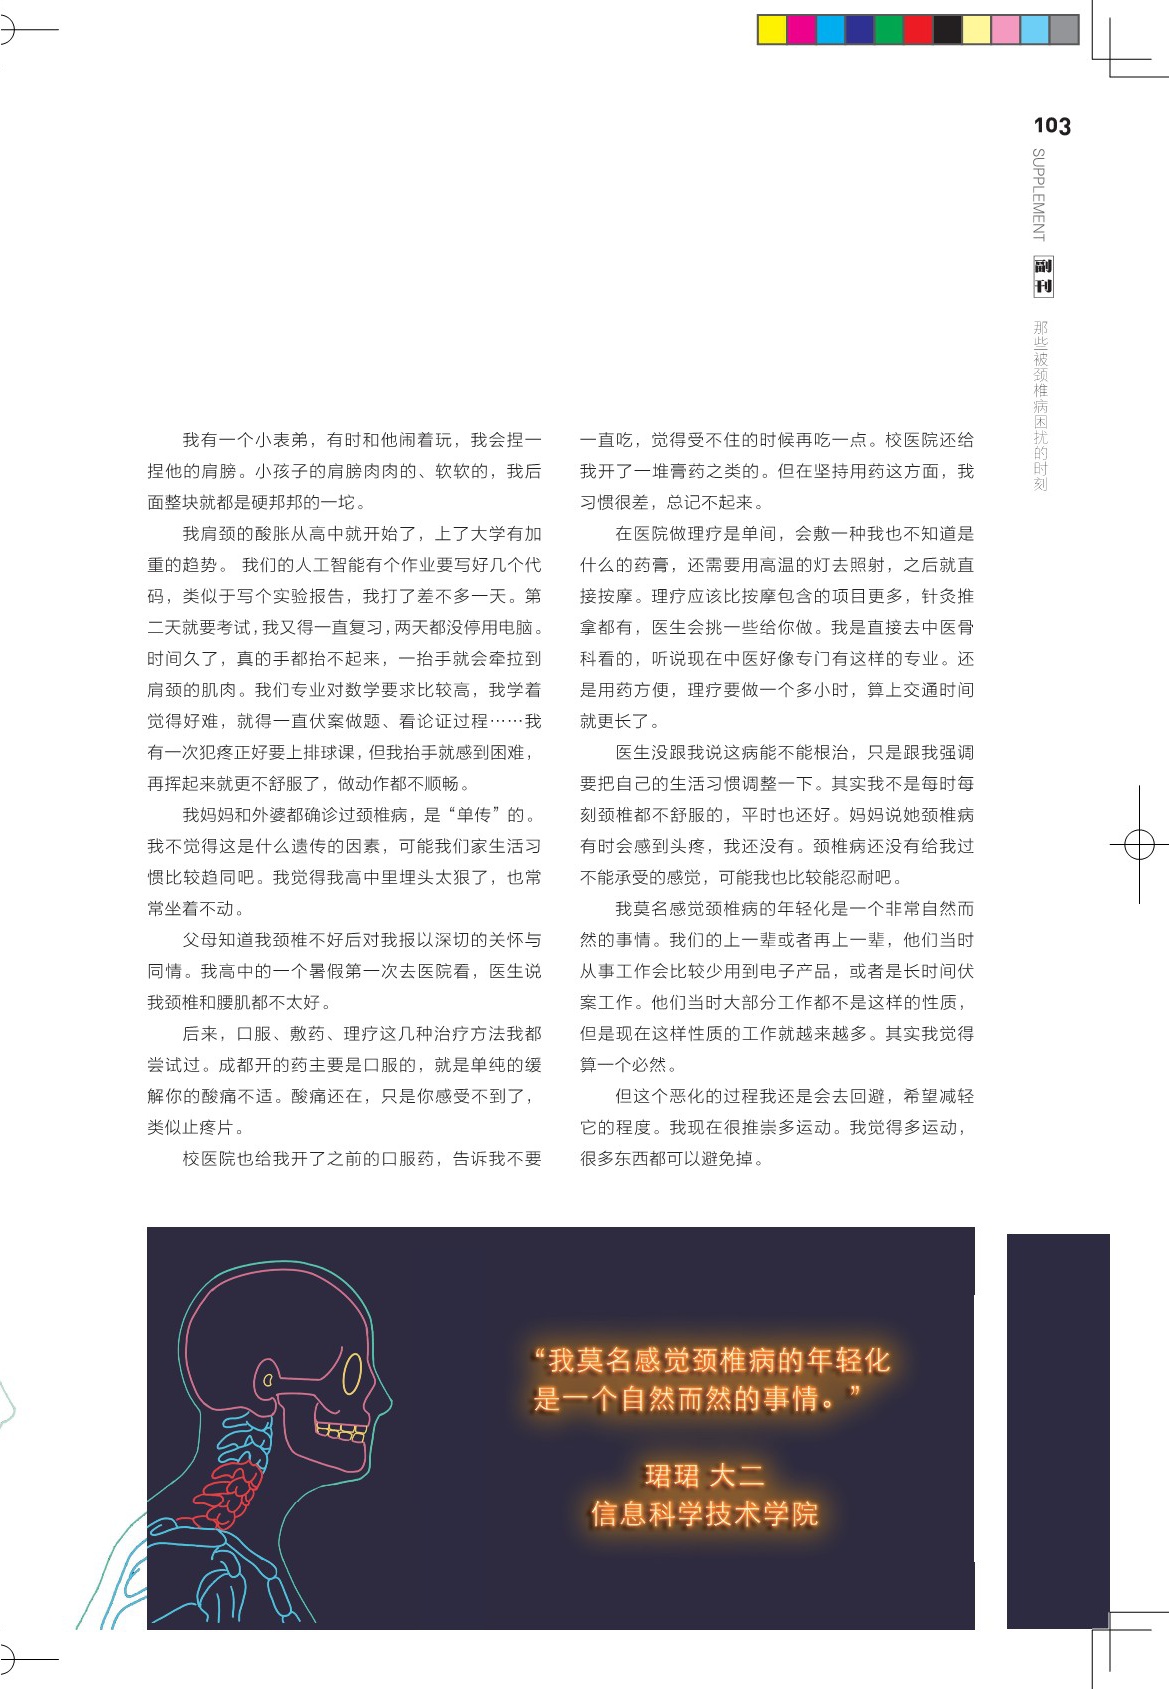 103
SUPPLEMENT
副刊
那些被颈椎病困扰的时刻
我有一个小表弟，有时和他闹着玩，我会捏一
捏他的肩膀。小孩子的肩膀肉肉的、软软的，我后
面整块就都是硬邦邦的一坨。
我肩颈的酸胀从高中就开始了，上了大学有加
重的趋势。 我们的人工智能有个作业要写好几个代
码，类似于写个实验报告，我打了差不多一天。第
二天就要考试，我又得一直复习，两天都没停用电脑。
时间久了，真的手都抬不起来，一抬手就会牵拉到
肩颈的肌肉。我们专业对数学要求比较高，我学着
觉得好难，就得一直伏案做题、看论证过程……我
有一次犯疼正好要上排球课，但我抬手就感到困难，
再挥起来就更不舒服了，做动作都不顺畅。
我妈妈和外婆都确诊过颈椎病，是“单传”的。
我不觉得这是什么遗传的因素，可能我们家生活习
惯比较趋同吧。我觉得我高中里埋头太狠了，也常
常坐着不动。
父母知道我颈椎不好后对我报以深切的关怀与
同情。我高中的一个暑假第一次去医院看，医生说
我颈椎和腰肌都不太好。
后来，口服、敷药、理疗这几种治疗方法我都
尝试过。成都开的药主要是口服的，就是单纯的缓
解你的酸痛不适。酸痛还在，只是你感受不到了，
类似止疼片。
校医院也给我开了之前的口服药，告诉我不要
一直吃，觉得受不住的时候再吃一点。校医院还给
我开了一堆膏药之类的。但在坚持用药这方面，我
习惯很差，总记不起来。
在医院做理疗是单间，会敷一种我也不知道是
什么的药膏，还需要用高温的灯去照射，之后就直
接按摩。理疗应该比按摩包含的项目更多，针灸推
拿都有，医生会挑一些给你做。我是直接去中医骨
科看的，听说现在中医好像专门有这样的专业。还
是用药方便，理疗要做一个多小时，算上交通时间
就更长了。
医生没跟我说这病能不能根治，只是跟我强调
要把自己的生活习惯调整一下。其实我不是每时每
刻颈椎都不舒服的，平时也还好。妈妈说她颈椎病
有时会感到头疼，我还没有。颈椎病还没有给我过
不能承受的感觉，可能我也比较能忍耐吧。
我莫名感觉颈椎病的年轻化是一个非常自然而
然的事情。我们的上一辈或者再上一辈，他们当时
从事工作会比较少用到电子产品，或者是长时间伏
案工作。他们当时大部分工作都不是这样的性质，
但是现在这样性质的工作就越来越多。其实我觉得
算一个必然。
但这个恶化的过程我还是会去回避，希望减轻
它的程度。我现在很推崇多运动。我觉得多运动，
很多东西都可以避免掉。
“我莫名感觉颈椎病的年轻化
是一个自然而然的事情。”
珺珺 大二
信息科学技术学院